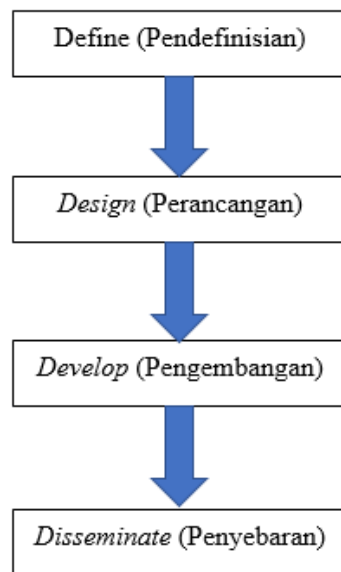 Define (Pendefinisian)
Design (Perancangan)
Develop (Pengembangan)
Disseminate (Penyebaran)